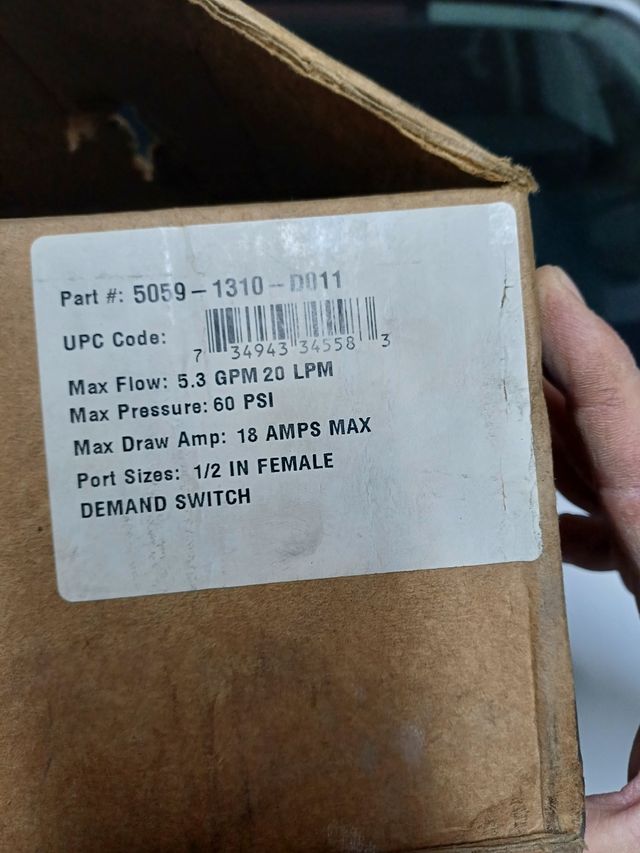 Part #: 5059-1310-D011
UPC Code:
7 34943 34558 3
Max Flow: 5.3 GPM 20 LPM
Max Pressure: 60 PSI
Max Draw Amp: 18 AMPS MAX
Port Sizes: 1/2 IN FEMALE
DEMAND SWITCH